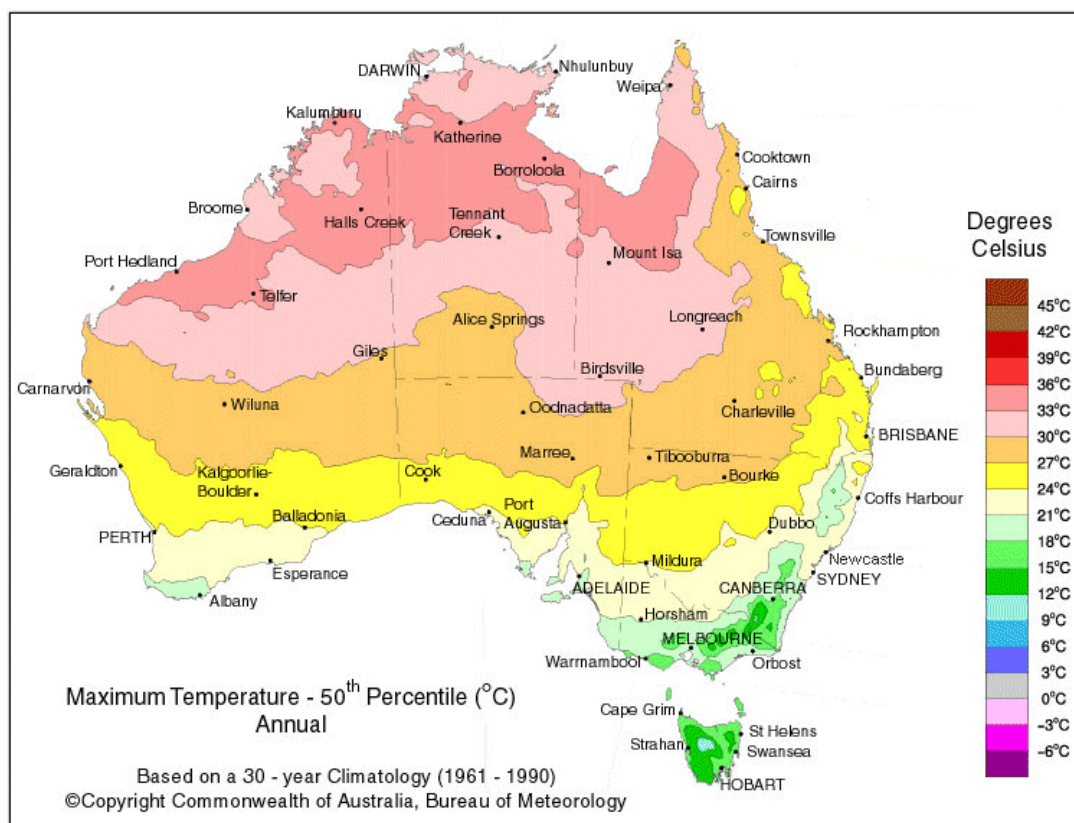 DARWIN
Nhulunbuy
Weipa
Kalumburu
Katherine
Cooktown
Borroloola
Cairns
Broome
Halls Creek
Tennant
Creek
Townsville
Mount Isa
Port Hedland
Telfer
Alice Springs
Longreach
Rockhampton
Giles
Birdsville
Bundaberg
Carnarvon
Wiluna
Oodnadatta
Charleville
BRISBANE
Marree
Tibooburra
Geraldton
Kalgoorlie-
Boulder
Cook
Bourke
Coffs Harbour
Port
Augusta
Balladonia
Ceduna
Dubbo
PERTH
Mildura
Newcastle
Esperance
ADELAIDE
CANBERRA
SYDNEY
Albany
Horsham
MELBOURNE
Warrnambool
Orbost
Cape Grim
St Helens
Strahan
Swansea
HOBART
Degrees
Celsius
45°C
42°C
39°C
36°C
33°C
30°C
27°C
24°C
21°C
18°C
15°C
12°C
9°C
6°C
3°C
0°C
-3°C
-6°C
Maximum Temperature - 50th Percentile (°C)
Annual
Based on a 30 - year Climatology (1961 - 1990)
©Copyright Commonwealth of Australia, Bureau of Meteorology